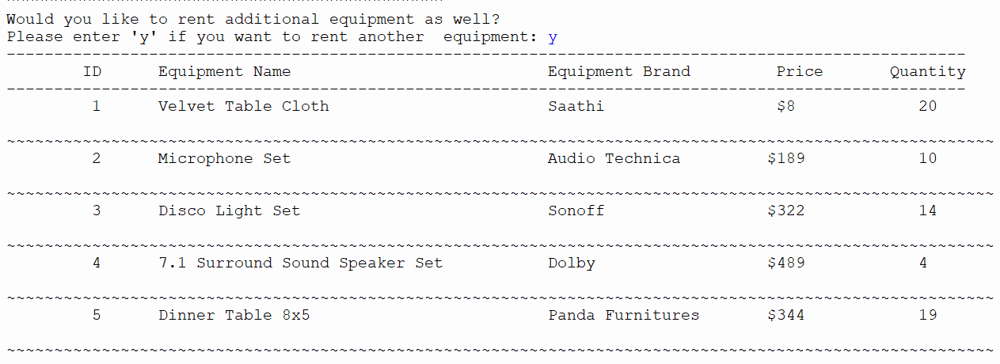 Would you like to rent additional equipment as well?
Please enter 'y' if you want to rent another  equipment: y
-----------------------------------------------------------------------------------------------------
ID Equipment Name Equipment Brand Price Quantity
-----------------------------------------------------------------------------------------------------
1 Velvet Table Cloth Saathi $8 20
~~~~~~~~~~~~~~~~~~~~~~~~~~~~~~~~~~~~~~~~~~~~~~~~~~~~~~~~~~~~~~~~~~~~~~~~~~~~~~~~~~~~~~~~~~~~~~~~~~~~~~~~
2 Microphone Set Audio Technica $189 10
~~~~~~~~~~~~~~~~~~~~~~~~~~~~~~~~~~~~~~~~~~~~~~~~~~~~~~~~~~~~~~~~~~~~~~~~~~~~~~~~~~~~~~~~~~~~~~~~~~~~~~~~
3 Disco Light Set Sonoff $322 14
~~~~~~~~~~~~~~~~~~~~~~~~~~~~~~~~~~~~~~~~~~~~~~~~~~~~~~~~~~~~~~~~~~~~~~~~~~~~~~~~~~~~~~~~~~~~~~~~~~~~~~~~
4 7.1 Surround Sound Speaker Set Dolby $489 4
~~~~~~~~~~~~~~~~~~~~~~~~~~~~~~~~~~~~~~~~~~~~~~~~~~~~~~~~~~~~~~~~~~~~~~~~~~~~~~~~~~~~~~~~~~~~~~~~~~~~~~~~
5 Dinner Table 8x5 Panda Furnitures $344 19
~~~~~~~~~~~~~~~~~~~~~~~~~~~~~~~~~~~~~~~~~~~~~~~~~~~~~~~~~~~~~~~~~~~~~~~~~~~~~~~~~~~~~~~~~~~~~~~~~~~~~~~~